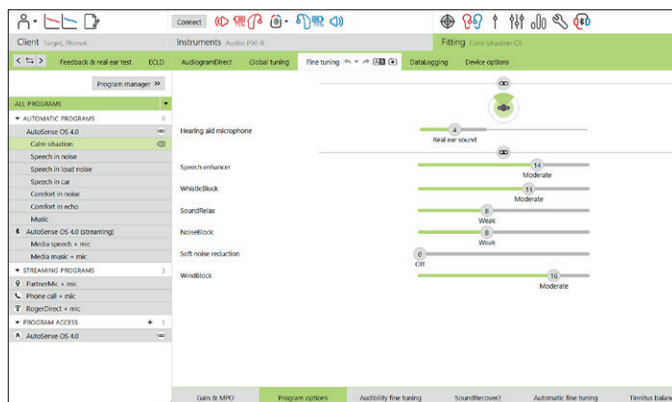 Connect
Client Target, Phonak
Instruments Audéo P90-R
Fitting Calm situation
Feedback & real ear test
ECLD
AudiogramDirect
Global tuning
Fine tuning
DataLogging
Device options
Program manager >>
ALL PROGRAMS
AUTOMATIC PROGRAMS 9
AutoSense OS 4.0
Calm situation
Speech in noise
Speech in loud noise
Speech in car
Comfort in noise
Comfort in echo
Music
AutoSense OS 4.0 (streaming)
Media speech + mic
Media music + mic
STREAMING PROGRAMS 3
PartnerMic + mic
Phone call + mic
RogerDirect + mic
PROGRAM ACCESS + 1
A AutoSense OS 4.0
Hearing aid microphone
4
Real ear sound
Speech enhancer
14
Moderate
WhistleBlock
13
Moderate
SoundRelax
8
Weak
NoiseBlock
8
Weak
Soft noise reduction
0
Off
WindBlock
16
Moderate
Gain & MPO
Program options
Audibility fine tuning
SoundRecover2
Automatic fine tuning
Tinnitus balance